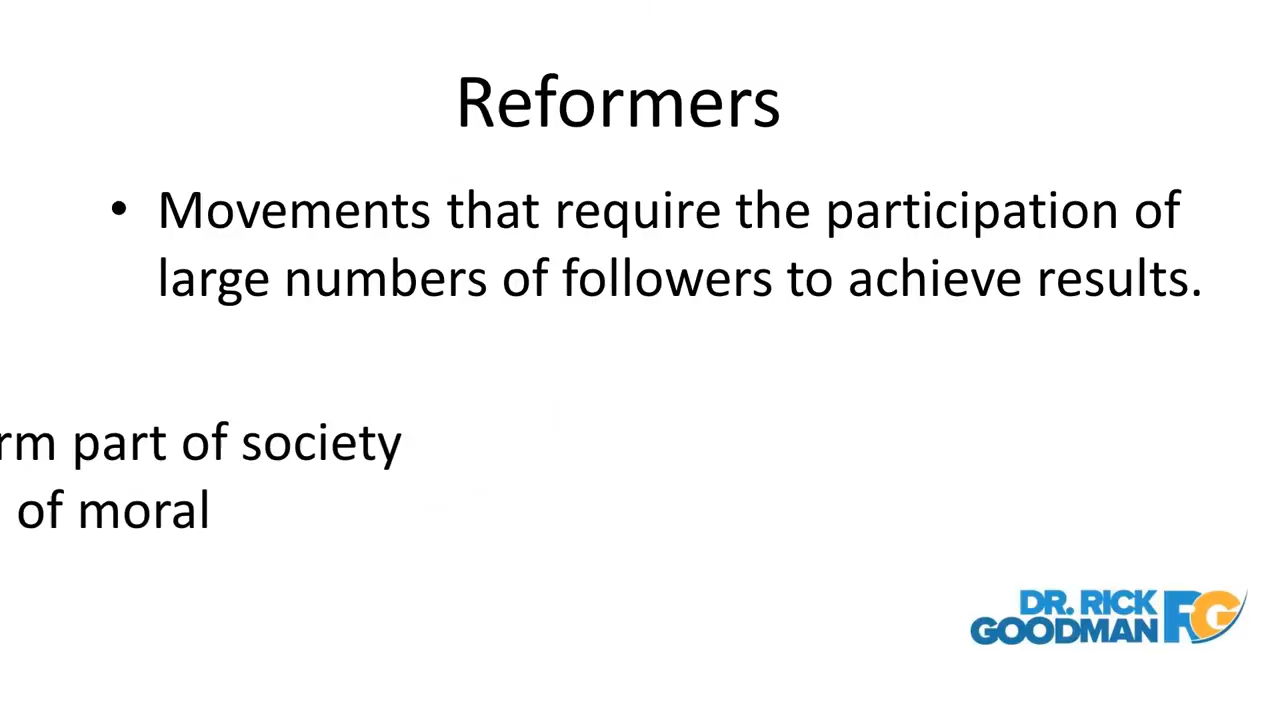 Reformers
• Movements that require the participation of
large numbers of followers to achieve results.
rm part of society
of moral
DR. RICK
GOODMAN RG